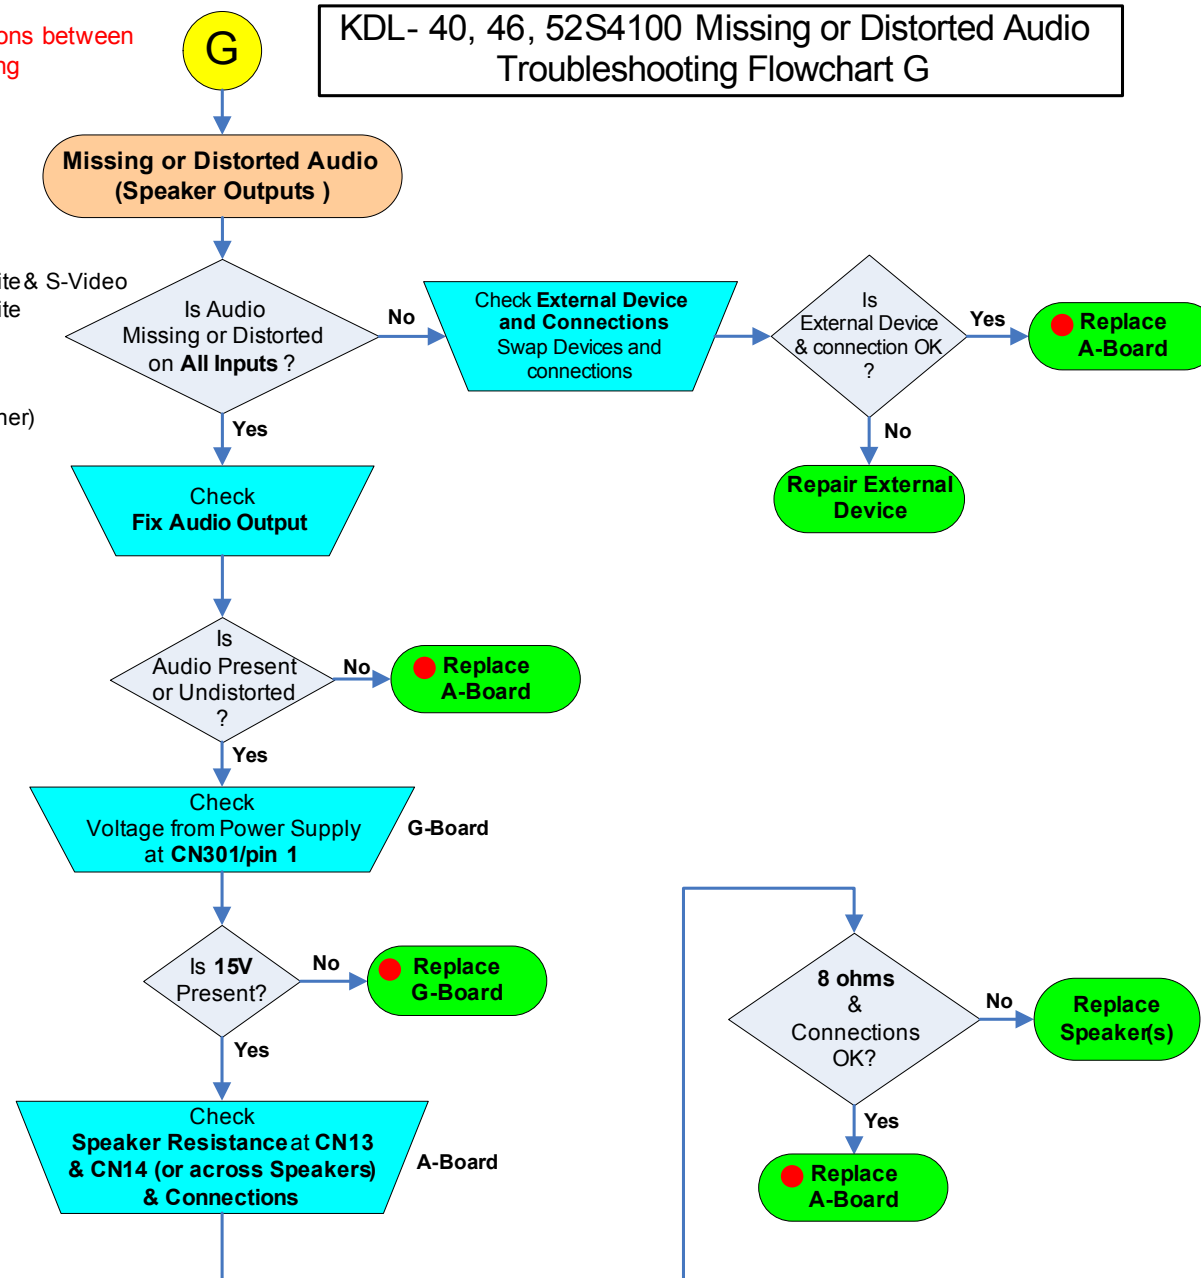 ons between
ng
G
KDL- 40, 46, 52S4100 Missing or Distorted Audio
Troubleshooting Flowchart G
Missing or Distorted Audio
(Speaker Outputs )
ite & S-Video
ite
ner)
Is Audio
Missing or Distorted
on All Inputs ?
No
Check External Device
and Connections
Swap Devices and
connections
Is
External Device
& connection OK
?
Yes
Replace
A-Board
No
Repair External
Device
Yes
Check
Fix Audio Output
Is
Audio Present
or Undistorted
?
No
Replace
A-Board
Yes
Check
Voltage from Power Supply
at CN301/pin 1
G-Board
Is 15V
Present?
No
Replace
G-Board
Yes
Check
Speaker Resistance at CN13
& CN14 (or across Speakers)
& Connections
A-Board
8 ohms
&
Connections
OK?
No
Replace
Speaker(s)
Yes
Replace
A-Board